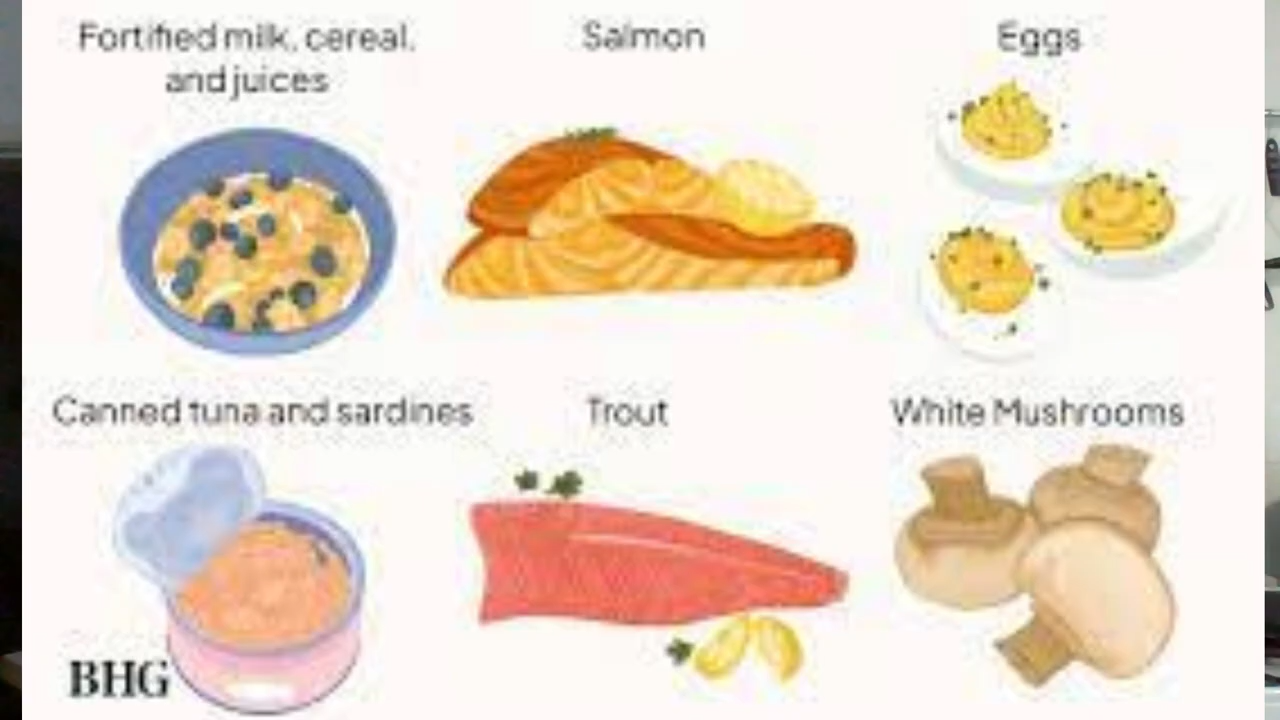 Fortified milk, cereal,
and juices
Salmon
Eggs
Canned tuna and sardines
Trout
White Mushrooms
BHG